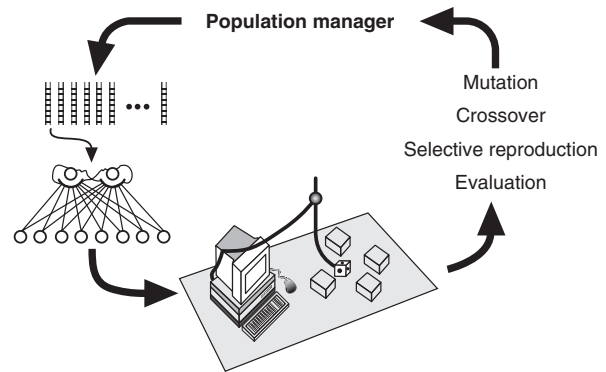 Population manager
Mutation
Crossover
Selective reproduction
Evaluation